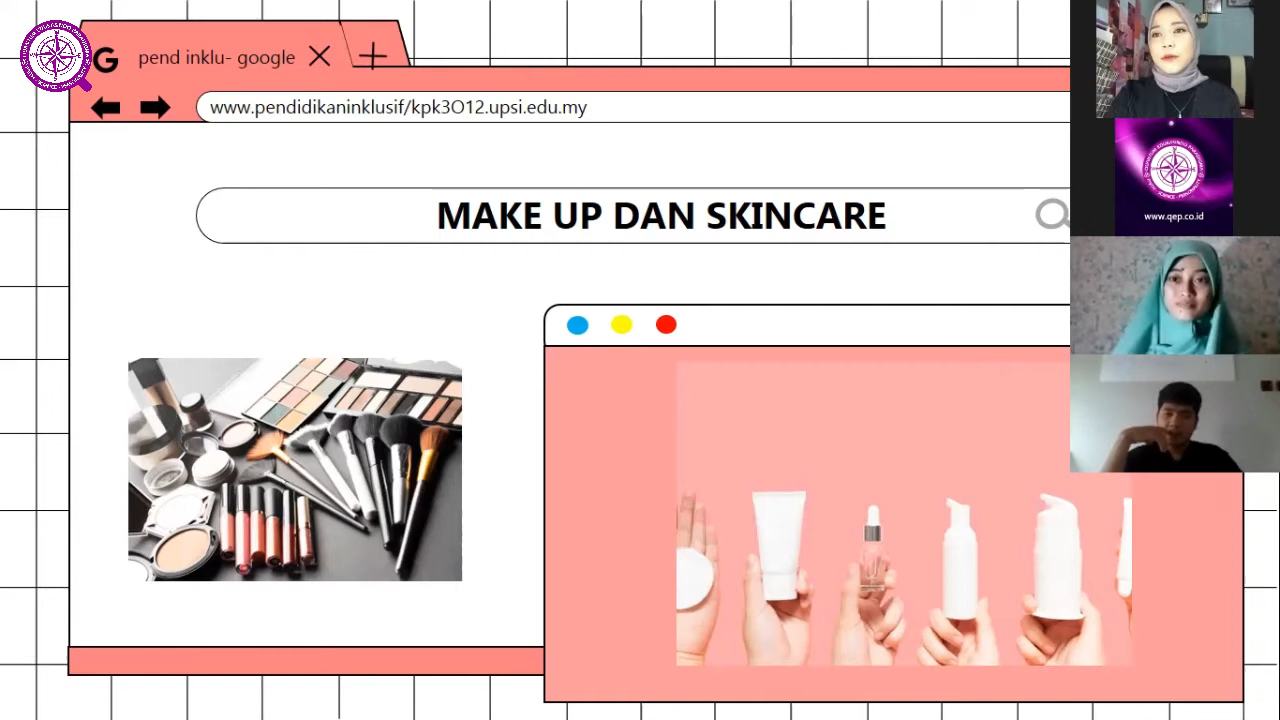 G pend inklu- google
www.pendidikaninklusif/kpk3O12.upsi.edu.my
MAKE UP DAN SKINCARE
www.qep.co.id